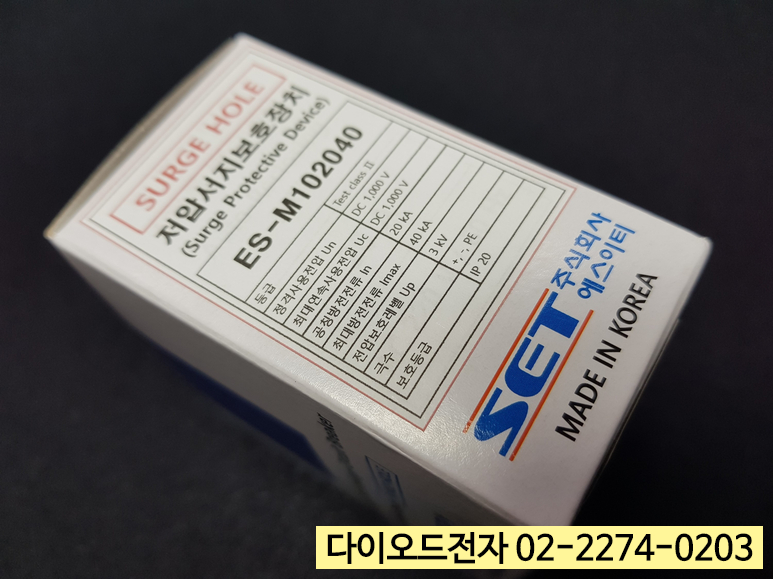 SURGE HOLE
저압서지보호장치
(Surge Protective Device)
ES-M102040
등급 Test class II
정격사용전압 Un DC 1,000 V
최대연속사용전압 Uc DC 1,000 V
공칭방전전류 In 20 kA
최대방전전류 Imax 40 kA
전압보호레벨 Up 3 kV
극수 +, -, PE
보호등급 IP 20
SET
주식회사
에스이티
MADE IN KOREA
다이오드전자 02-2274-0203